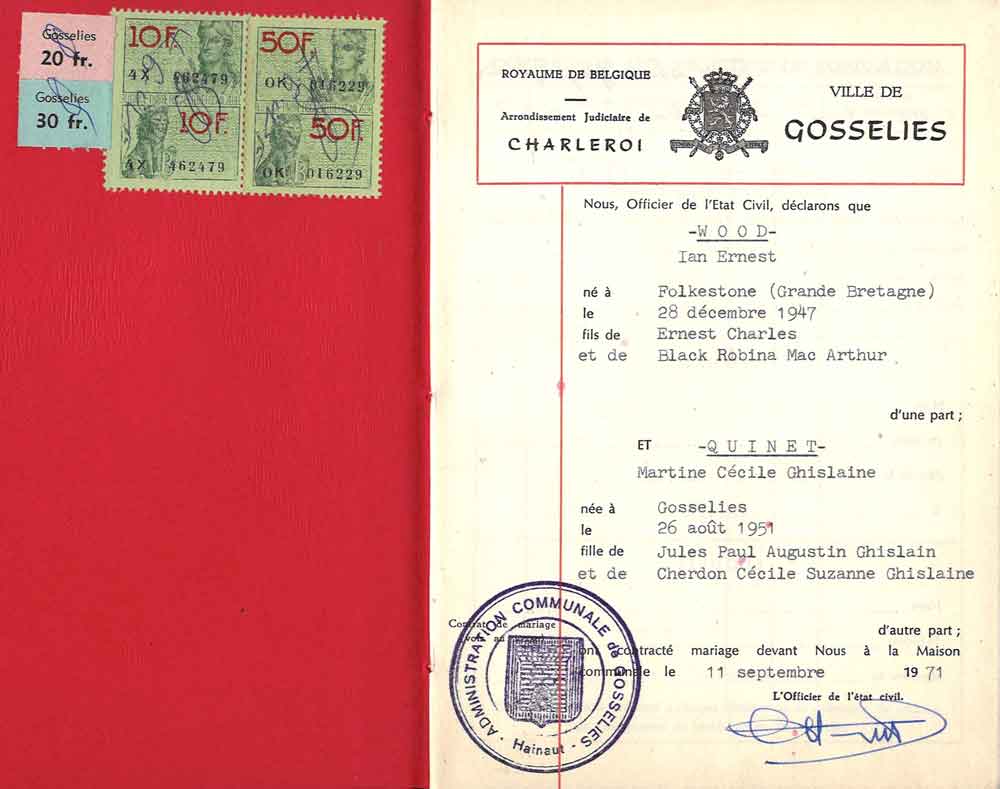 Gosselies
20 fr.
Gosselies
30 fr.
10F.
4X 462479
10F.
4X 462479
50F.
OK 016229
50F.
OK 016229
ROYAUME DE BELGIQUE
Arrondissement Judiciaire de
CHARLEROI
VILLE DE
GOSSELIES
Nous, Officier de l'Etat Civil, déclarons que
-WOOD-
Ian Ernest
né à Folkestone (Grande Bretagne)
le 28 décembre 1947
fils de Ernest Charles
et de Black Robina Mac Arthur
d'une part ;
ET -QUINET-
Martine Cécile Ghislaine
née à Gosselies
le 26 août 1951
fille de Jules Paul Augustin Ghislain
et de Cherdon Cécile Suzanne Ghislaine
d'autre part ;
Contrat de mariage
ont contracté mariage devant Nous à la Maison
communale le 11 septembre 1971
L'Officier de l'état civil.
ADMINISTRATION COMMUNALE de GOSSELIES
- Hainaut -